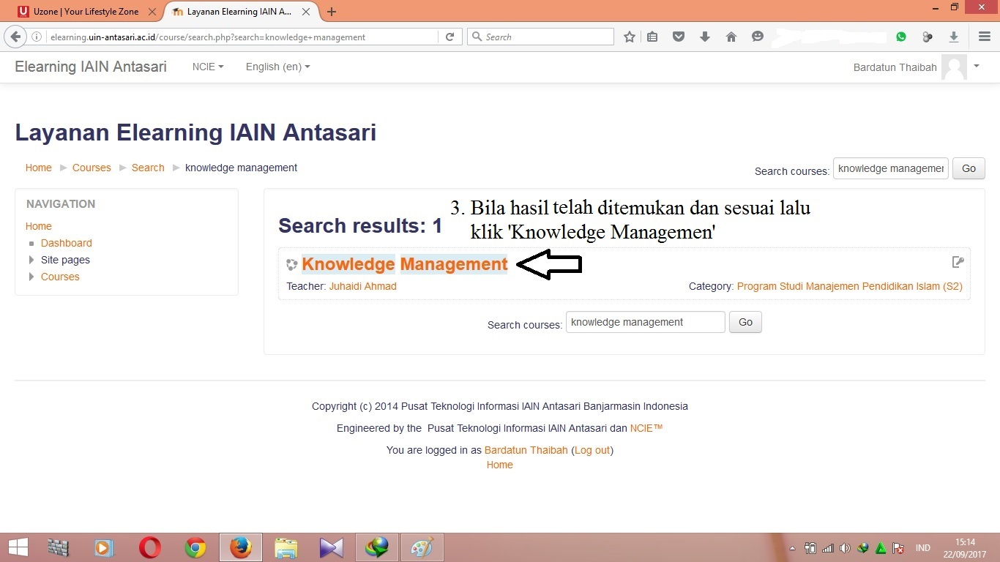 Uzone | Your Lifestyle Zone
Layanan Elearning IAIN A...
elearning.uin-antasari.ac.id/course/search.php?search=knowledge+management
Search
Elearning IAIN Antasari
NCIE
English (en)
Bardatun Thaibah
Layanan Elearning IAIN Antasari
Home
Courses
Search
knowledge management
Search courses:
knowledge managemen
Go
NAVIGATION
Home
Dashboard
Site pages
Courses
3. Bila hasil telah ditemukan dan sesuai lalu
klik 'Knowledge Managemen'
Search results: 1
Knowledge Management
Teacher: Juhaidi Ahmad
Category: Program Studi Manajemen Pendidikan Islam (S2)
Search courses:
knowledge management
Go
Copyright (c) 2014 Pusat Teknologi Informasi IAIN Antasari Banjarmasin Indonesia
Engineered by the Pusat Teknologi Informasi IAIN Antasari dan NCIE™
You are logged in as Bardatun Thaibah (Log out)
Home
IND
15:14
22/09/2017